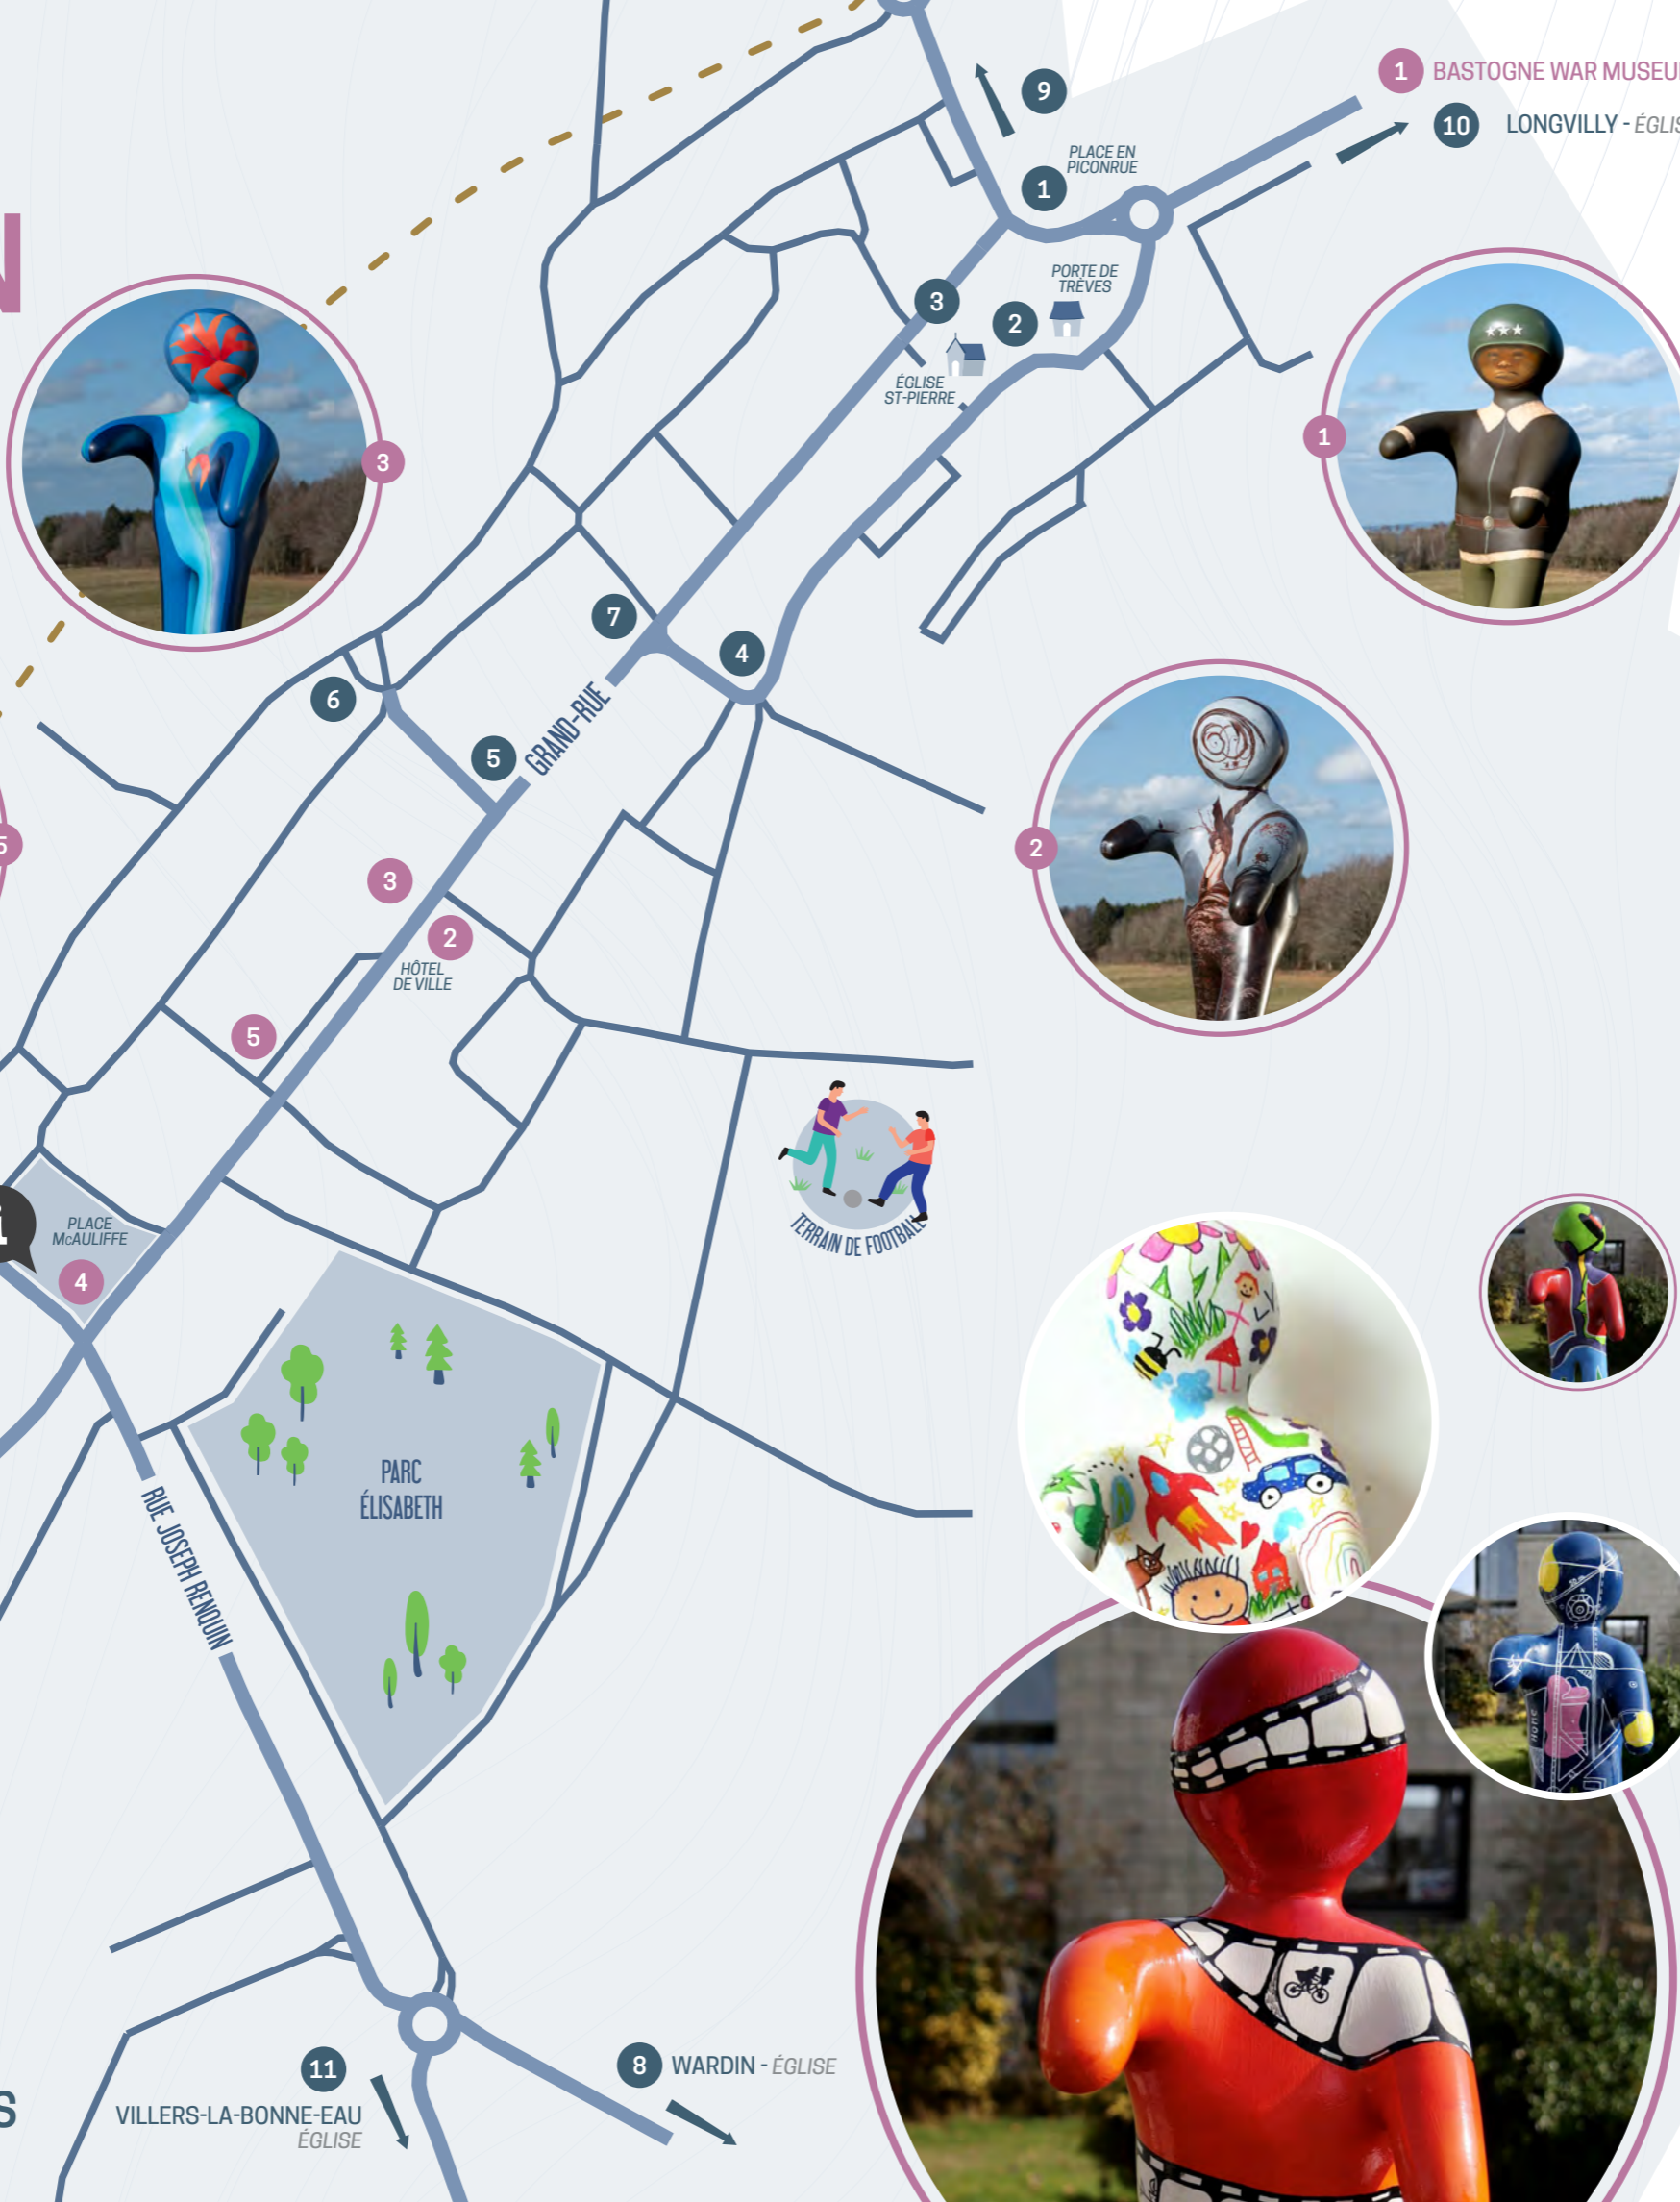 N
9
1 BASTOGNE WAR MUSEU
10 LONGVILLY - ÉGLIS
PLACE EN
PICONRUE
1
PORTE DE
TRÈVES
3
2
ÉGLISE
ST-PIERRE
3
1
7
4
6
GRAND-RUE
5
2
5
3
2
HÔTEL
DE VILLE
5
i
PLACE
McAULIFFE
4
TERRAIN DE FOOTBALL
PARC
ÉLISABETH
RUE JOSEPH RENQUIN
11
VILLERS-LA-BONNE-EAU
ÉGLISE
8 WARDIN - ÉGLISE
S